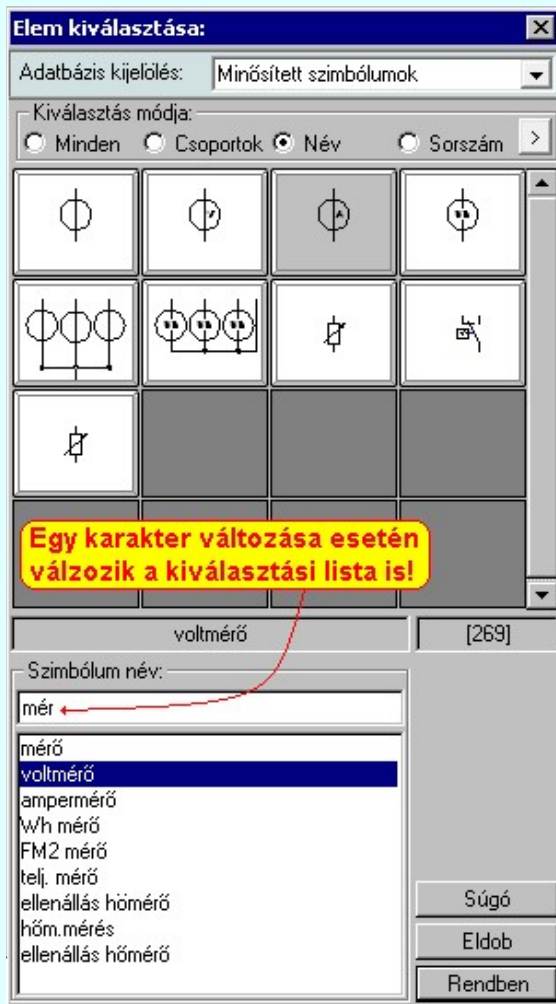 Elem kiválasztása:
Adatbázis kijelölés: Minősített szimbólumok
Kiválasztás módja:
Minden Csoportok Név Sorszám >
V A
Egy karakter változása esetén
válzozik a kiválasztási lista is!
voltmérő [269]
Szimbólum név:
mér
mérő
voltmérő
ampermérő
Wh mérő
FM2 mérő
telj. mérő
ellenállás hömérő
hőm.mérés
ellenállás hőmérő
Súgó
Eldob
Rendben